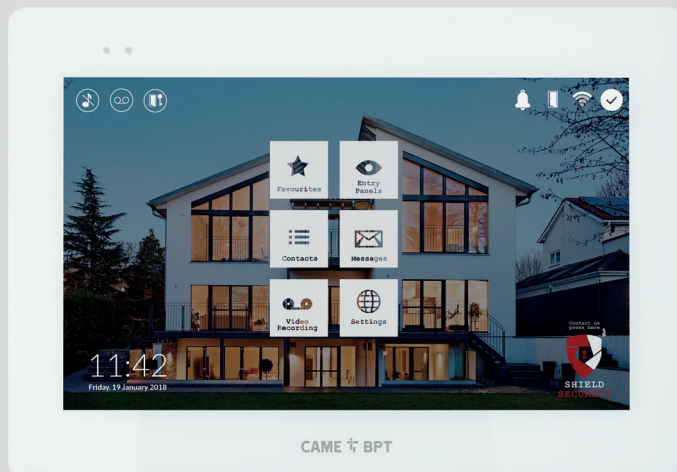 Favourites
Entry
Panels
Contacts
Messages
Video
Recording
Settings
11:42
Friday, 19 January 2018
Contact us
press here
SHIELD
SECURITY
CAME BPT